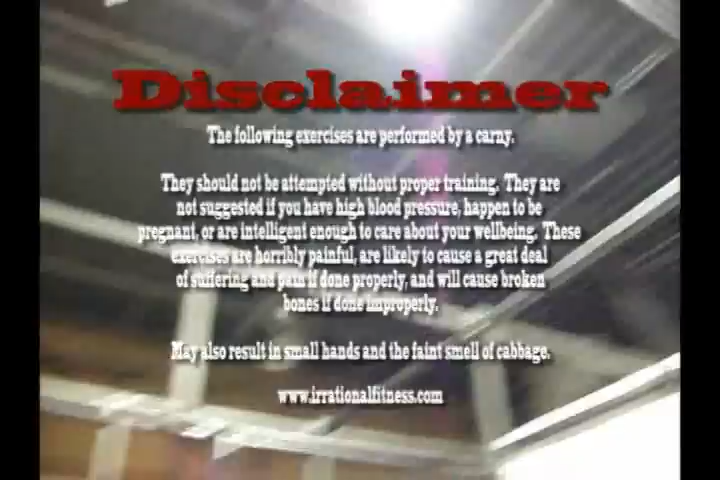 Disclaimer
The following exercises are performed by a carny.
They should not be attempted without proper training. They are
not suggested if you have high blood pressure, happen to be
pregnant, or are intelligent enough to care about your wellbeing. These
exercises are horribly painful, are likely to cause a great deal
of suffering and pain if done properly, and will cause broken
bones if done improperly.
May also result in small hands and the faint smell of cabbage.
www.irrationalfitness.com